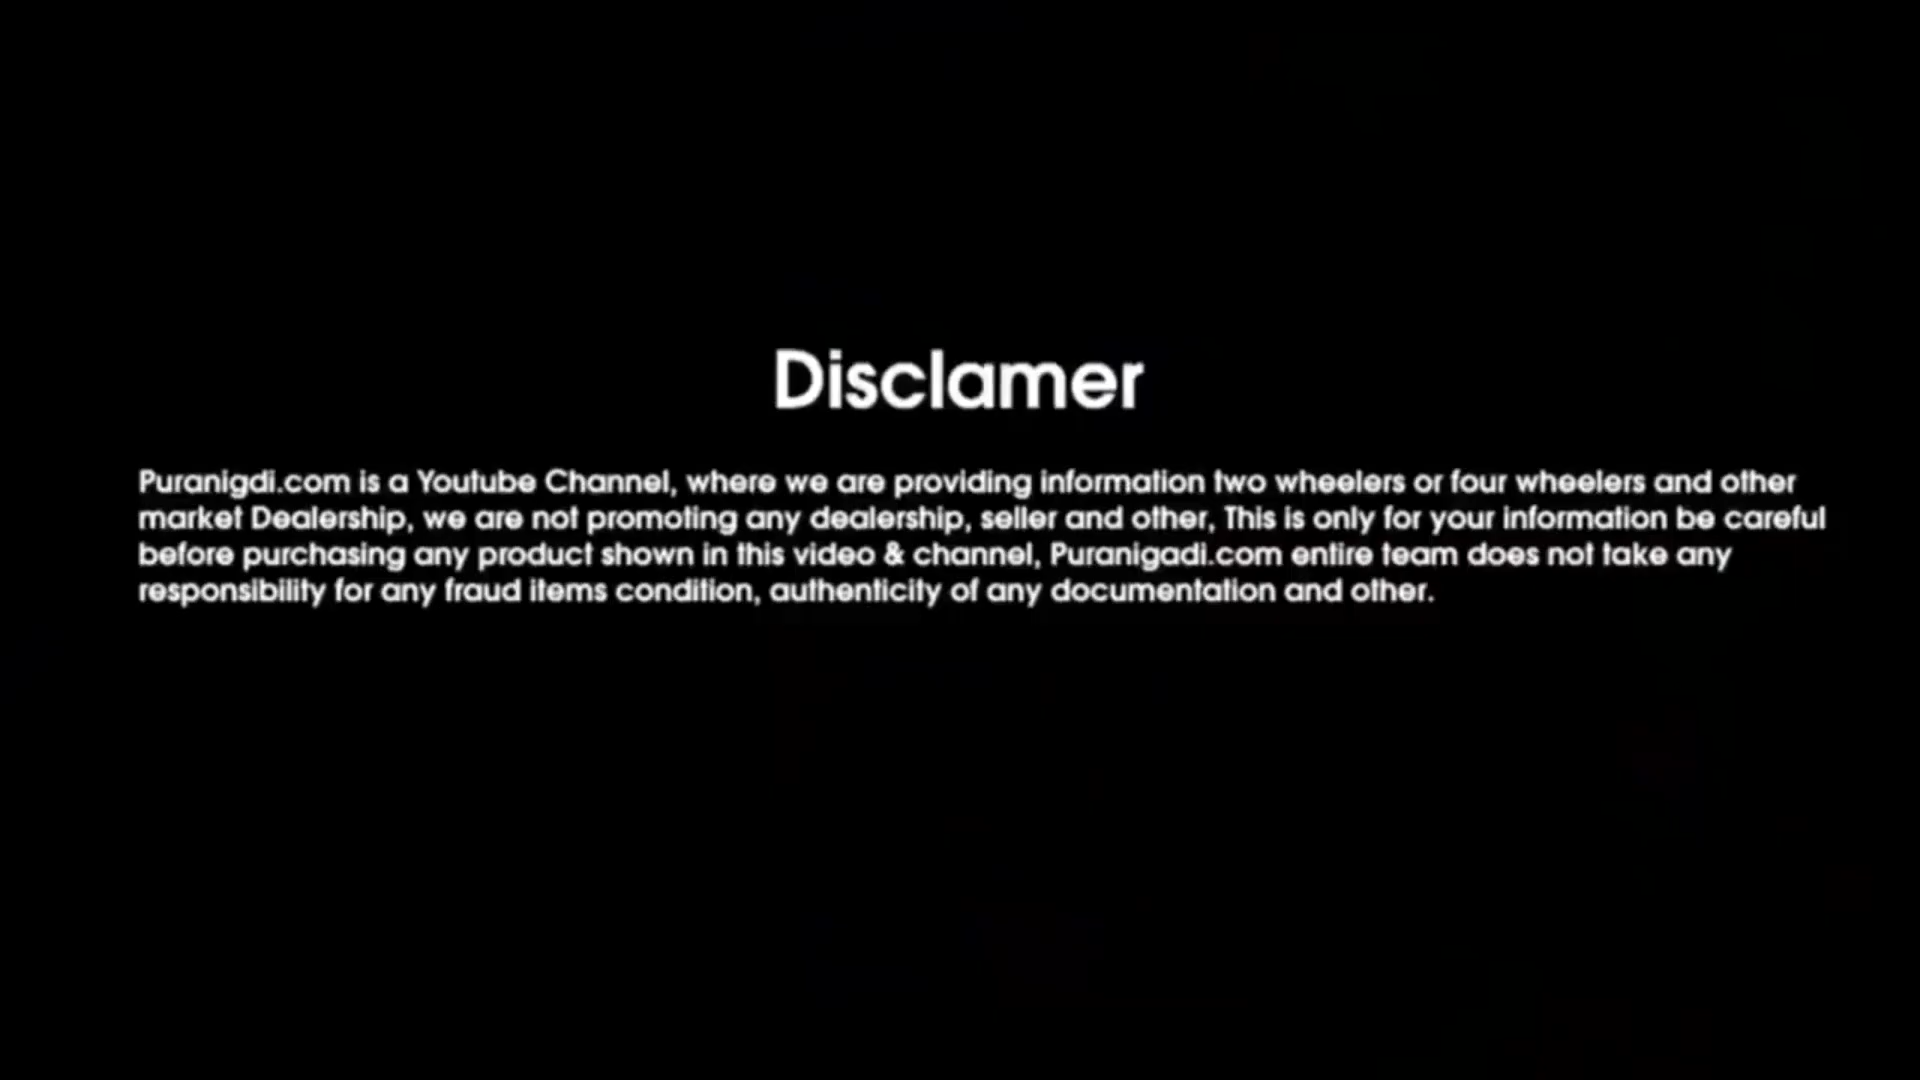 Disclamer
Puranigdi.com is a Youtube Channel, where we are providing information two wheelers or four wheelers and other
market Dealership, we are not promoting any dealership, seller and other, This is only for your information be careful
before purchasing any product shown in this video & channel, Puranigadi.com entire team does not take any
responsibility for any fraud items condition, authenticity of any documentation and other.